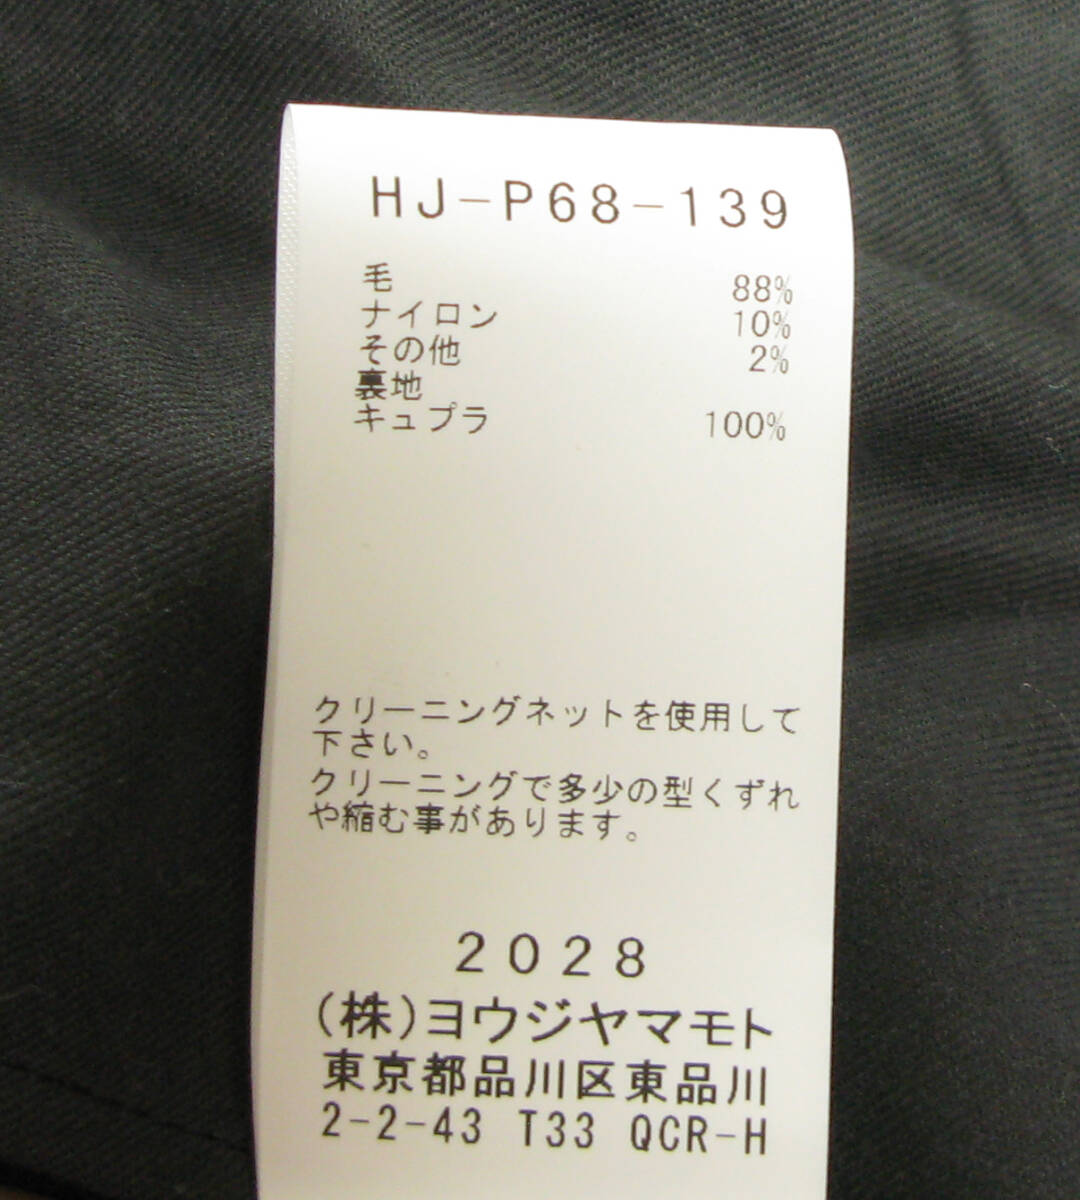 HJ-P68-139
毛 88%
ナイロン 10%
その他 2%
裏地
キュプラ 100%
クリーニングネットを使用して
下さい。
クリーニングで多少の型くずれ
や縮む事があります。
2028
(株)ヨウジヤマモト
東京都品川区東品川
2-2-43 T33 QCR-H